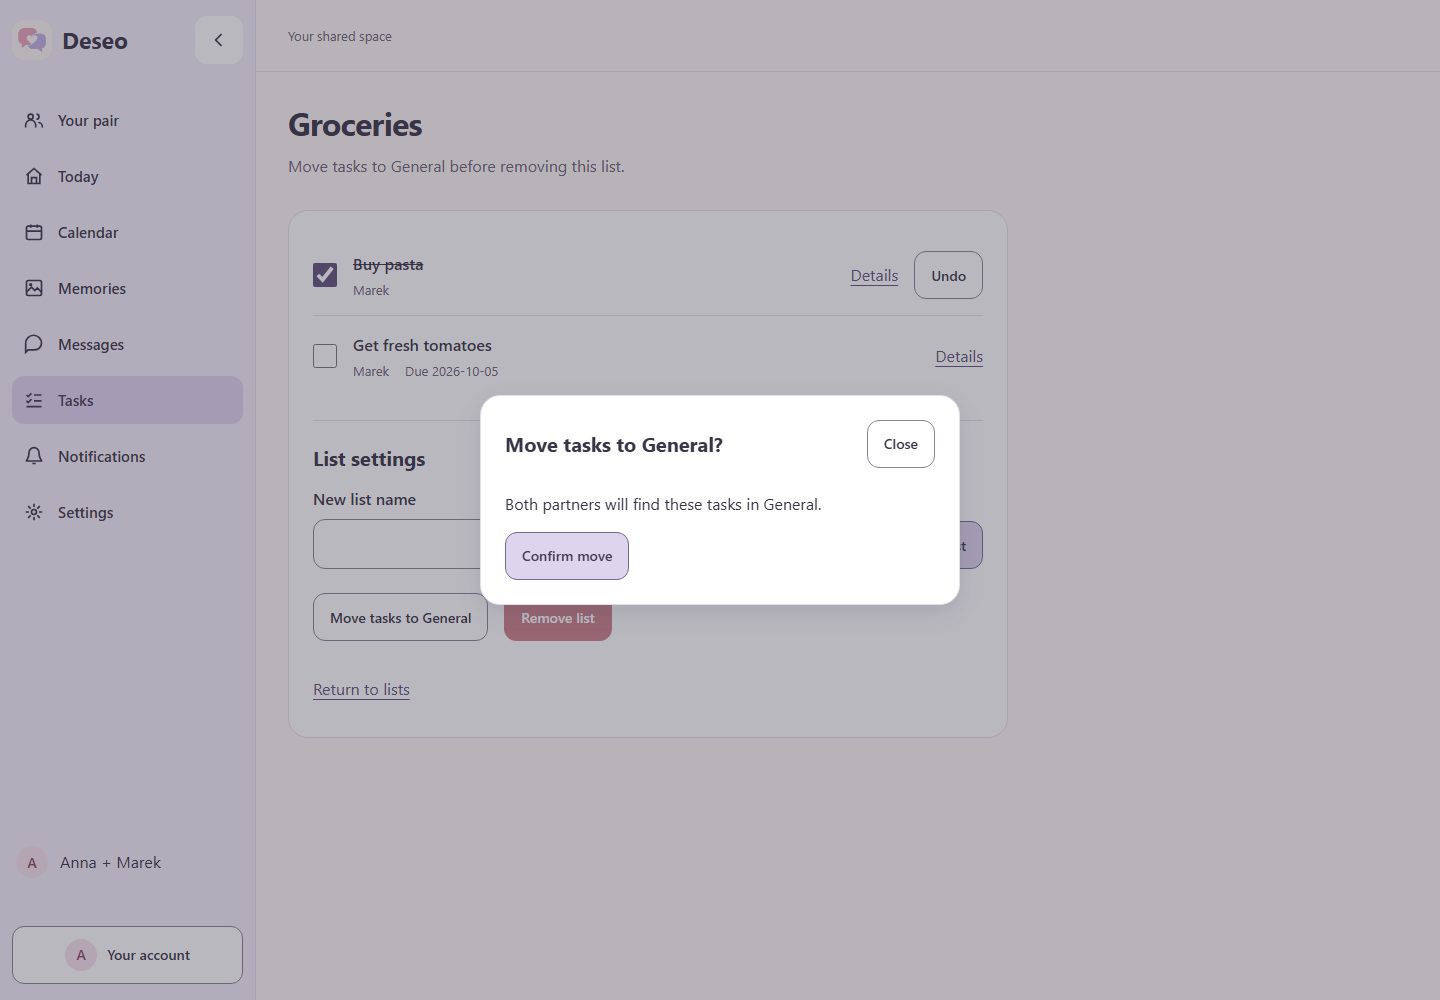 Deseo
Your pair
Today
Calendar
Memories
Messages
Tasks
Notifications
Settings
A Anna + Marek
A Your account
Your shared space
Groceries
Move tasks to General before removing this list.
Buy pasta
Marek
Details
Undo
Get fresh tomatoes
Marek Due 2026-10-05
Details
List settings
New list name
Move tasks to General
Remove list
Return to lists
Move tasks to General?
Close
Both partners will find these tasks in General.
Confirm move